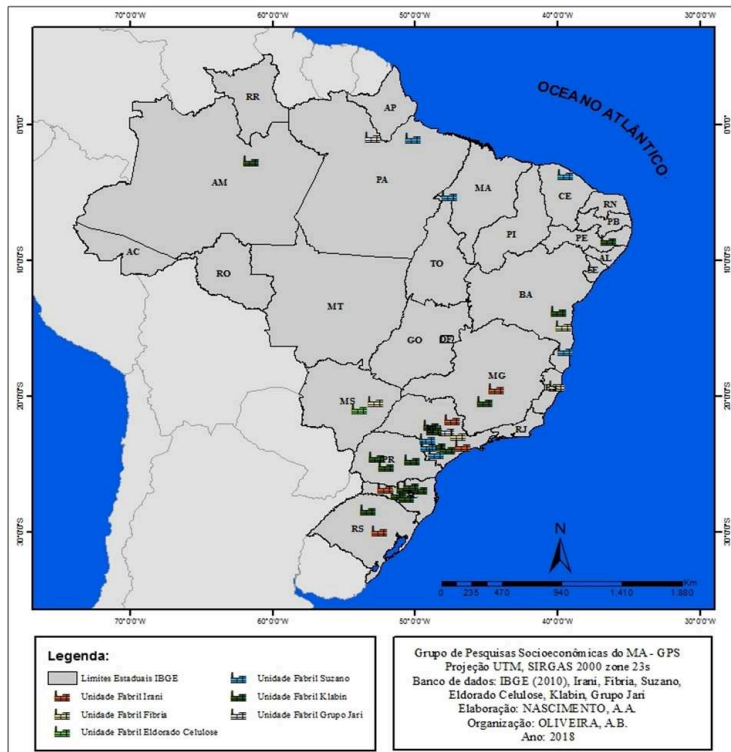 70°0'0"W 60°0'0"W 50°0'0"W 40°0'0"W 30°0'0"W
OCEANO ATLÂNTICO
RR
AP
0°0'0"
AM
PA
MA
CE
RN
PB
PI
PE
AC
AL
SE
10°0'0"S
RO
TO
BA
MT
GO
DF
MG
20°0'0"S
MS
RJ
PR
RS
30°0'0"S
N
Km
0 235 470 940 1.410 1.880
70°0'0"W 60°0'0"W 50°0'0"W 40°0'0"W 30°0'0"W
Legenda:
Limites Estaduais IBGE
Unidade Fabril Irani
Unidade Fabril Fibria
Unidade Fabril Eldorado Celulose
Unidade Fabril Suzano
Unidade Fabril Klabin
Unidade Fabril Grupo Jari
Grupo de Pesquisas Socioeconômicas do MA - GPS
Projeção UTM, SIRGAS 2000 zone 23s
Banco de dados: IBGE (2010), Irani, Fibria, Suzano,
Eldorado Celulose, Klabin, Grupo Jari
Elaboração: NASCIMENTO, A.A.
Organização: OLIVEIRA, A.B.
Ano: 2018